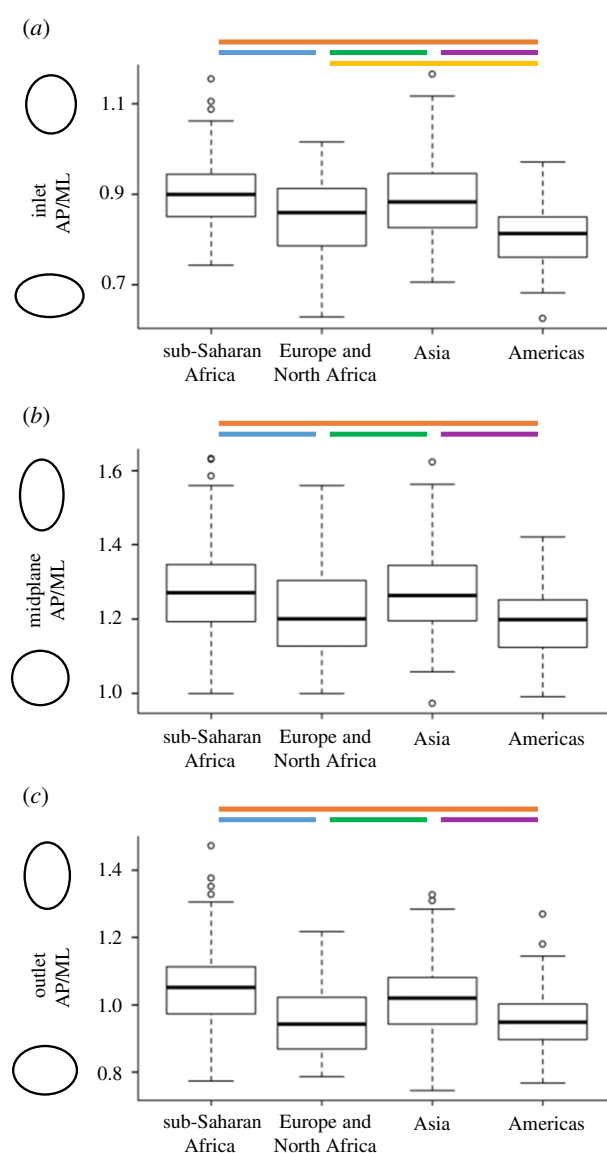 (a)
inlet
AP/ML
1.1
0.9
0.7
sub-Saharan
Africa
Europe and
North Africa
Asia
Americas
(b)
midplane
AP/ML
1.6
1.4
1.2
1.0
sub-Saharan
Africa
Europe and
North Africa
Asia
Americas
(c)
outlet
AP/ML
1.4
1.2
1.0
0.8
sub-Saharan
Africa
Europe and
North Africa
Asia
Americas